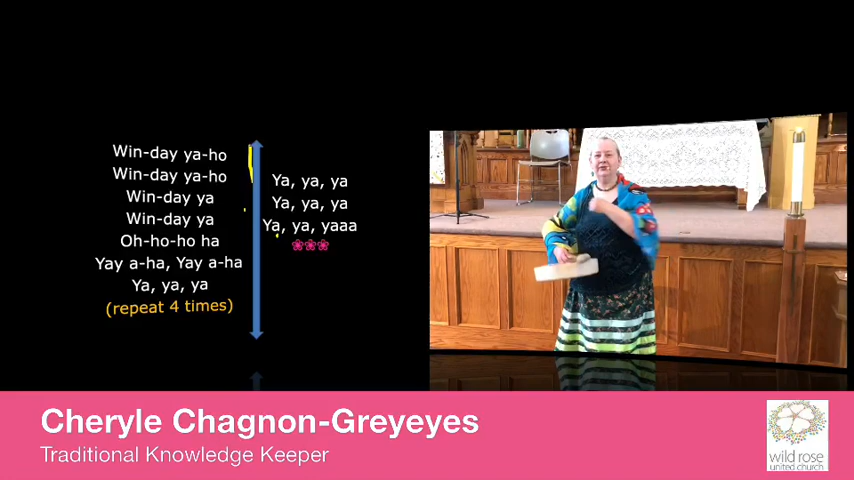 Win-day ya-ho
Win-day ya-ho
Win-day ya
Win-day ya
Oh-ho-ho ha
Yay a-ha, Yay a-ha
Ya, ya, ya
(repeat 4 times)
Ya, ya, ya
Ya, ya, ya
Ya, ya, yaaa
Cheryle Chagnon-Greyeyes
Traditional Knowledge Keeper
wild rose
united church